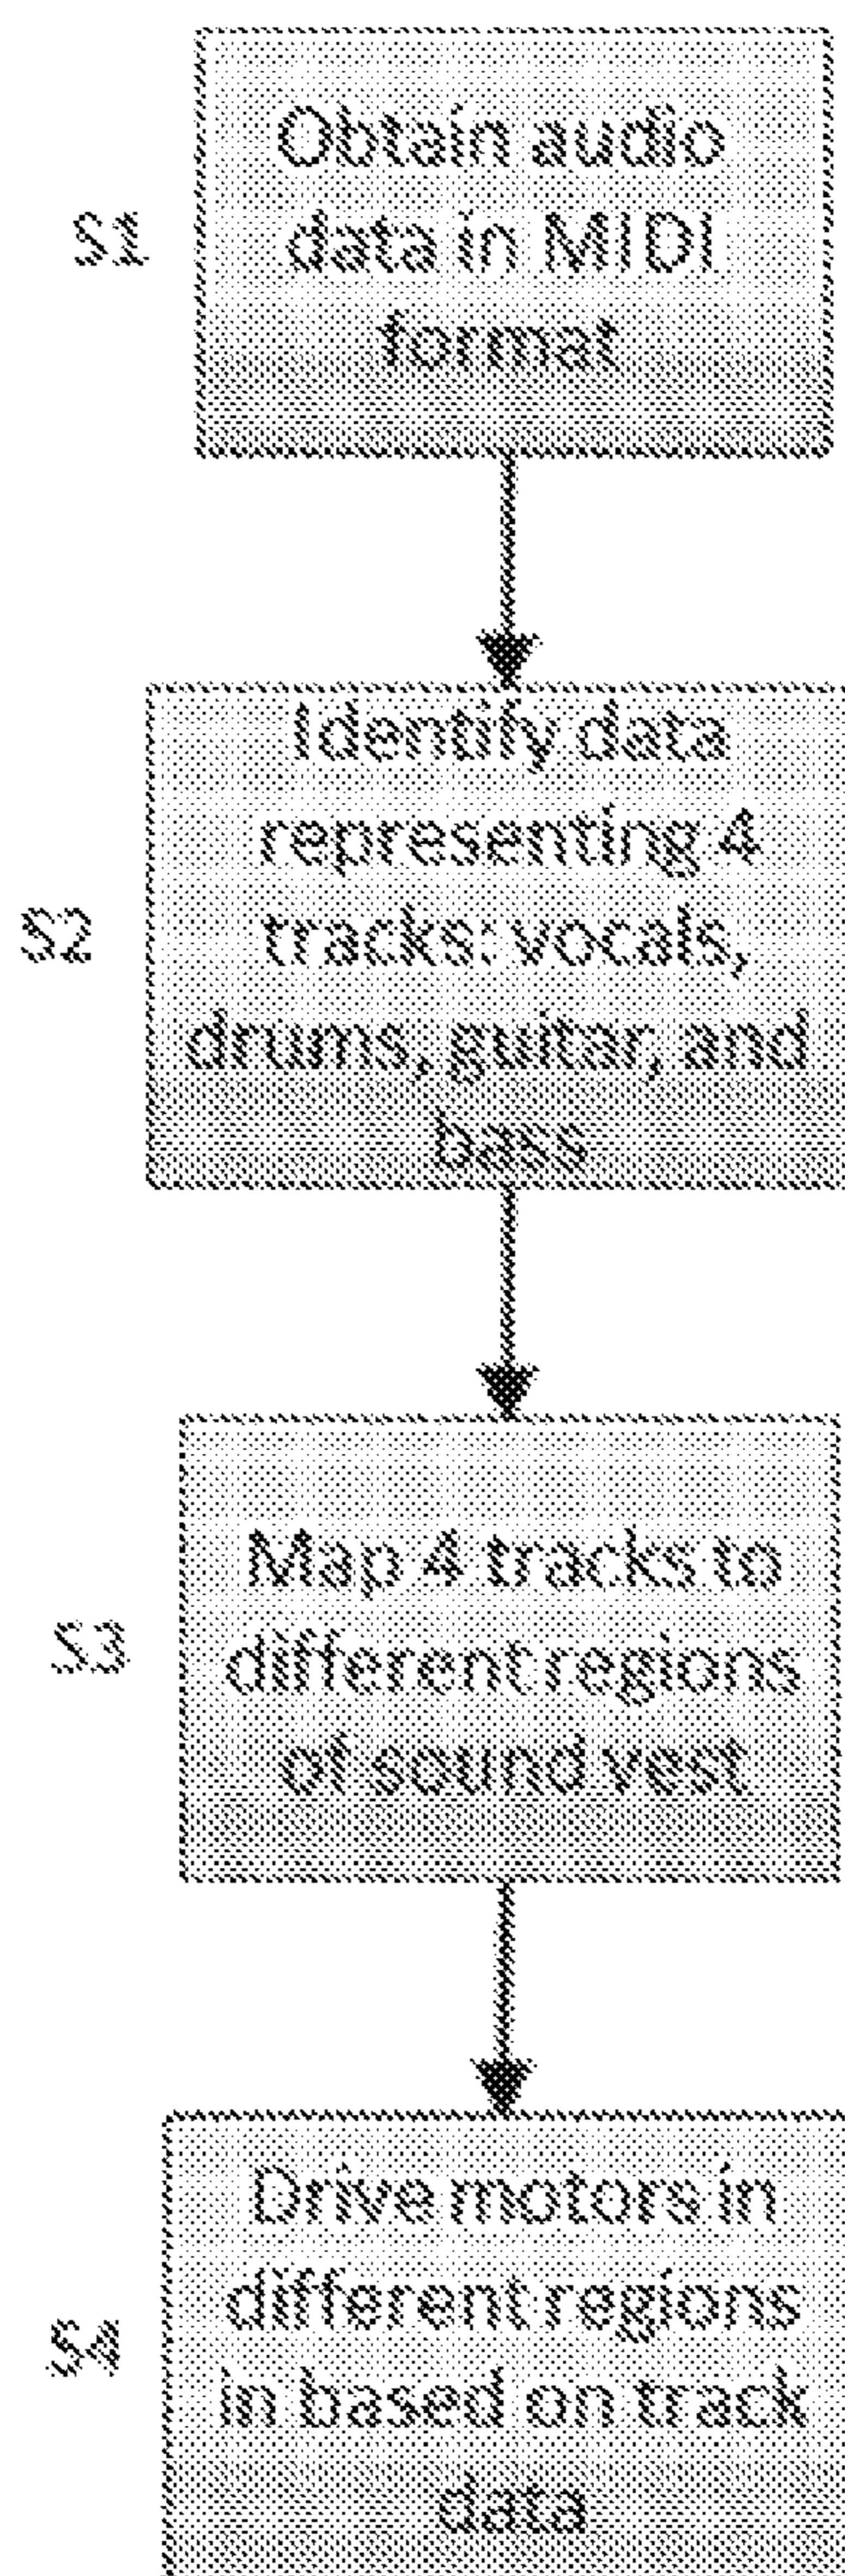 S1
Obtain audio
data in MIDI
format
S2
Identify data
representing 4
tracks: vocals,
drums, guitar, and
bass
S3
Map 4 tracks to
different regions
of sound vest
S4
Drive motors in
different regions
in based on track
data